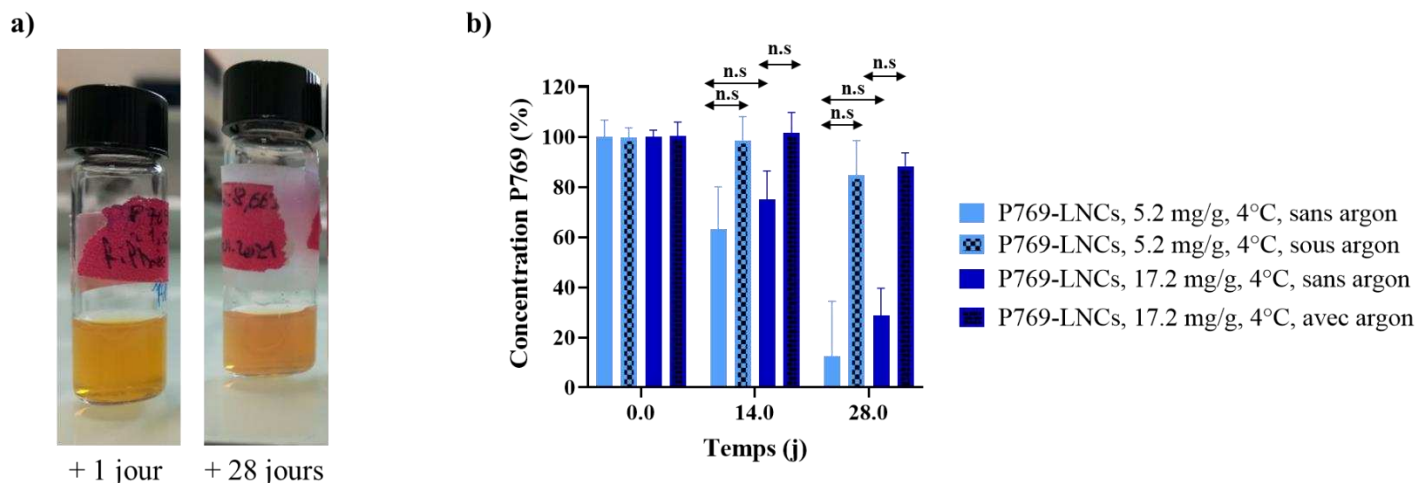 a)
+ 1 jour
+ 28 jours
b)
n.s
n.s
n.s
n.s
n.s
n.s
Concentration P769 (%)
120
100
80
60
40
20
0
0.0 14.0 28.0
Temps (j)
P769-LNCs, 5.2 mg/g, 4°C, sans argon
P769-LNCs, 5.2 mg/g, 4°C, sous argon
P769-LNCs, 17.2 mg/g, 4°C, sans argon
P769-LNCs, 17.2 mg/g, 4°C, avec argon